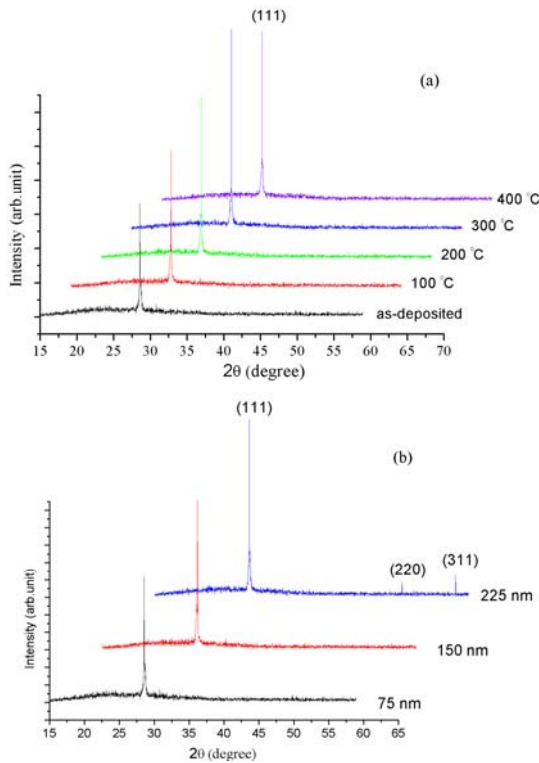 (111)
(a)
Intensity (arb.unit)
400 °C
300 °C
200 °C
100 °C
as-deposited
15 20 25 30 35 40 45 50 55 60 65 70
2θ (degree)
(111)
(b)
(220)
(311)
Intensity (arb.unit)
225 nm
150 nm
75 nm
15 20 25 30 35 40 45 50 55 60 65
2θ (degree)